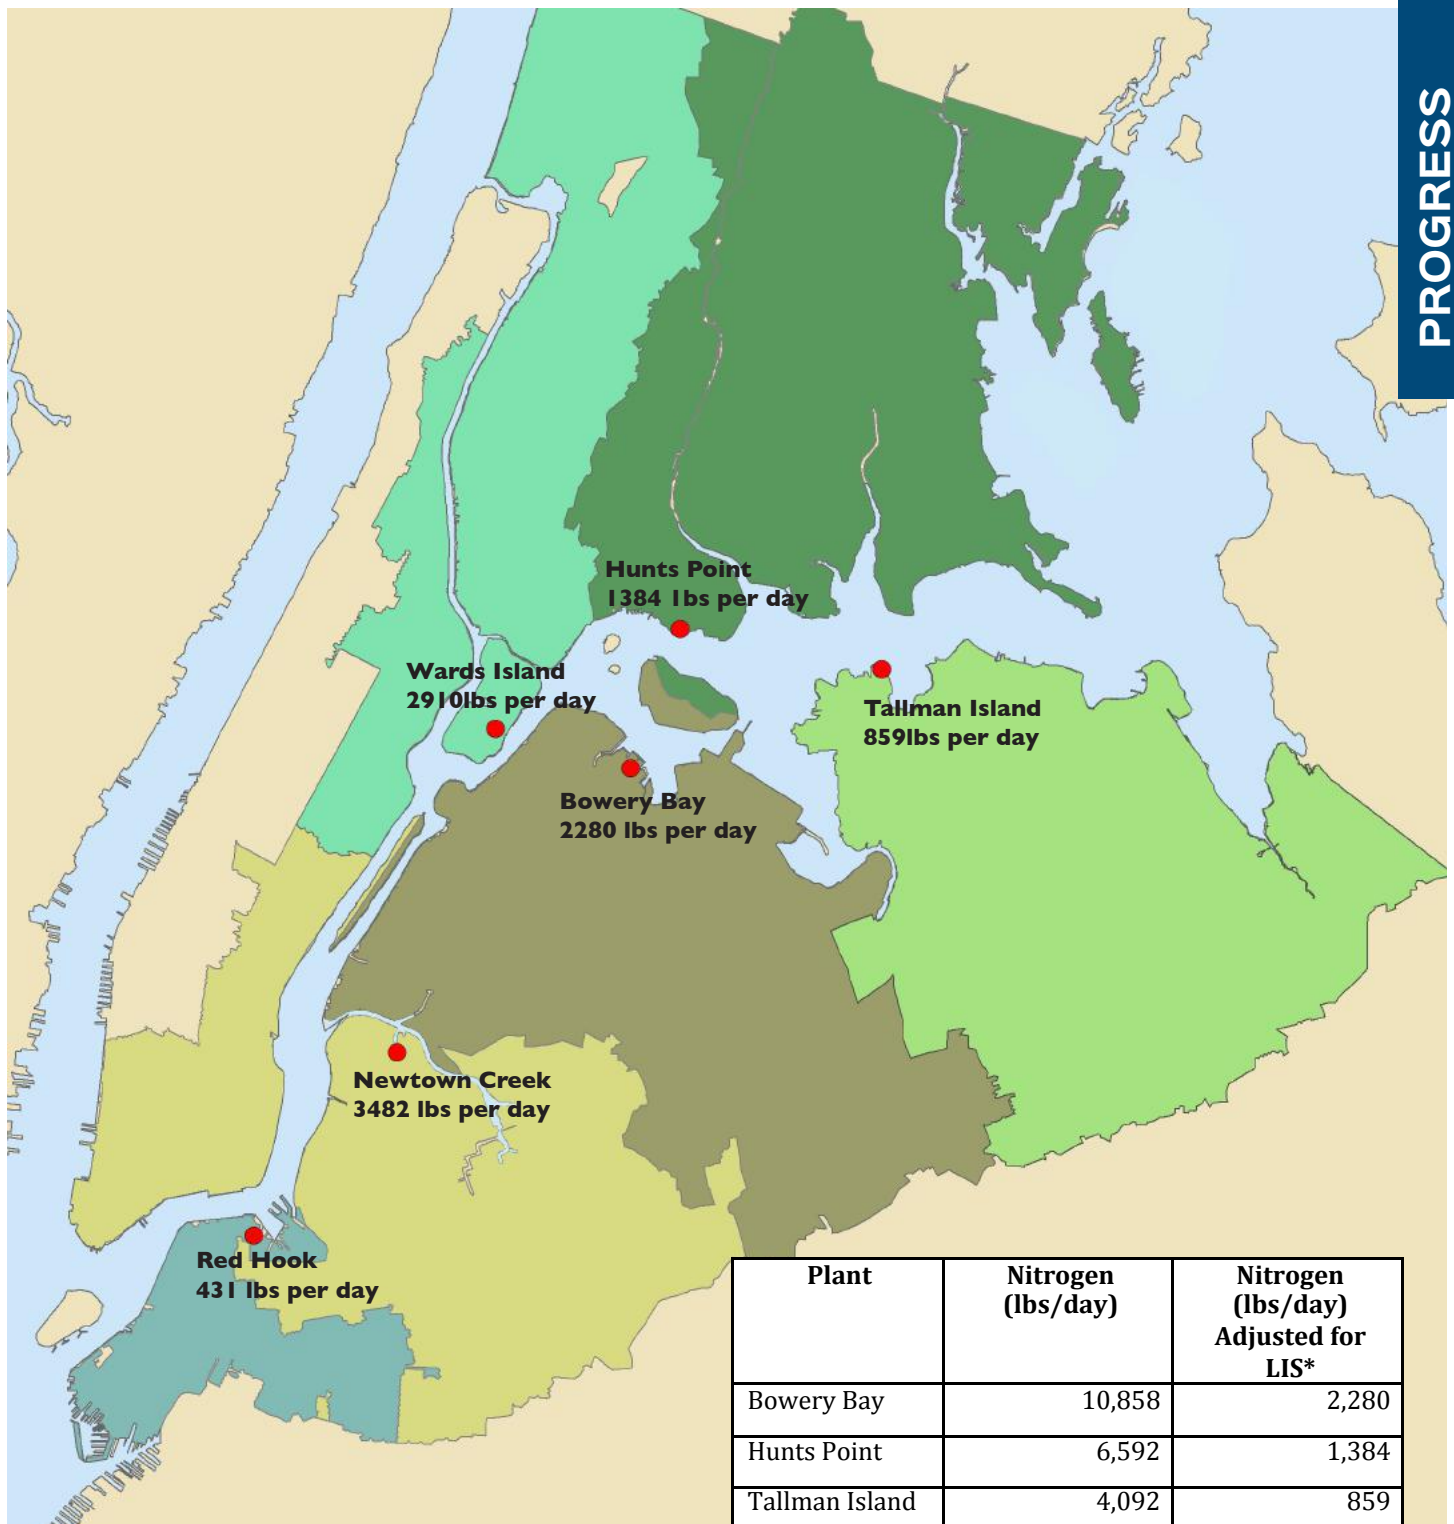 PROGRESS
Hunts Point
1384 1bs per day
Wards Island
2910lbs per day
Tallman Island
859lbs per day
Bowery Bay
2280 lbs per day
Newtown Creek
3482 lbs per day
Red Hook
431 lbs per day
Plant Nitrogen (lbs/day) Nitrogen (lbs/day) Adjusted for LIS*
Bowery Bay 10,858 2,280
Hunts Point 6,592 1,384
Tallman Island 4,092 859